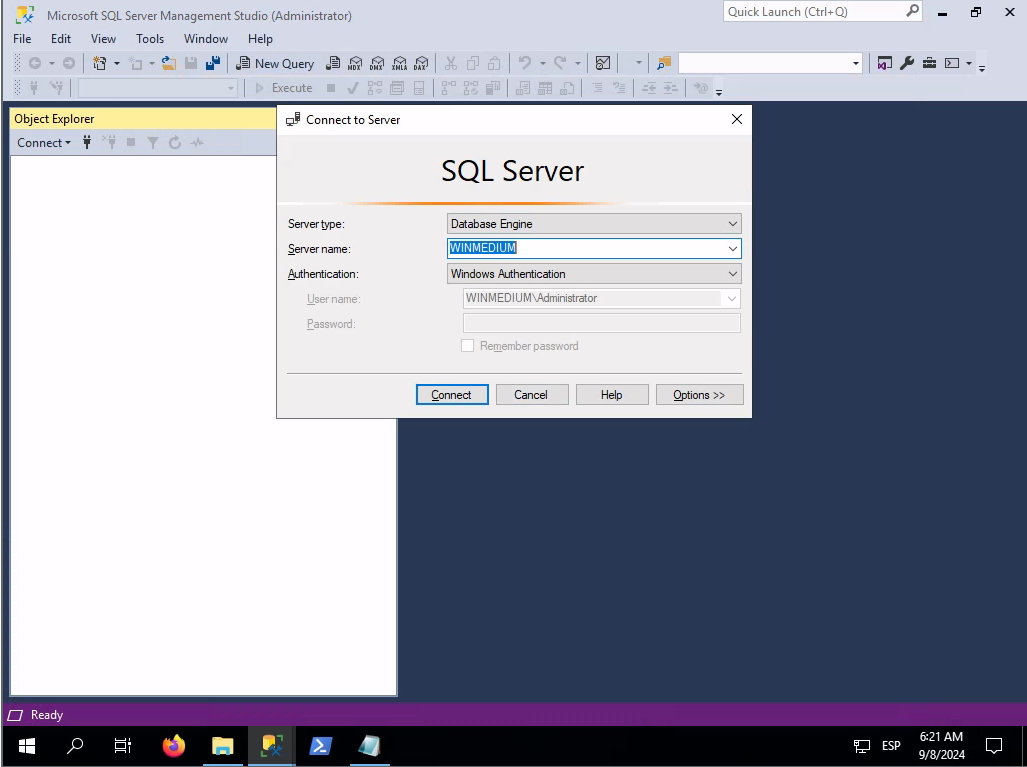 Microsoft SQL Server Management Studio (Administrator)
Quick Launch (Ctrl+Q)
File Edit View Tools Window Help
New Query
MDX DMX XMLA DAX
Execute
Object Explorer
Connect
Connect to Server
SQL Server
Server type: Database Engine
Server name: WINMEDIUM
Authentication: Windows Authentication
User name: WINMEDIUM\Administrator
Password:
Remember password
Connect Cancel Help Options >>
Ready
ESP
6:21 AM
9/8/2024